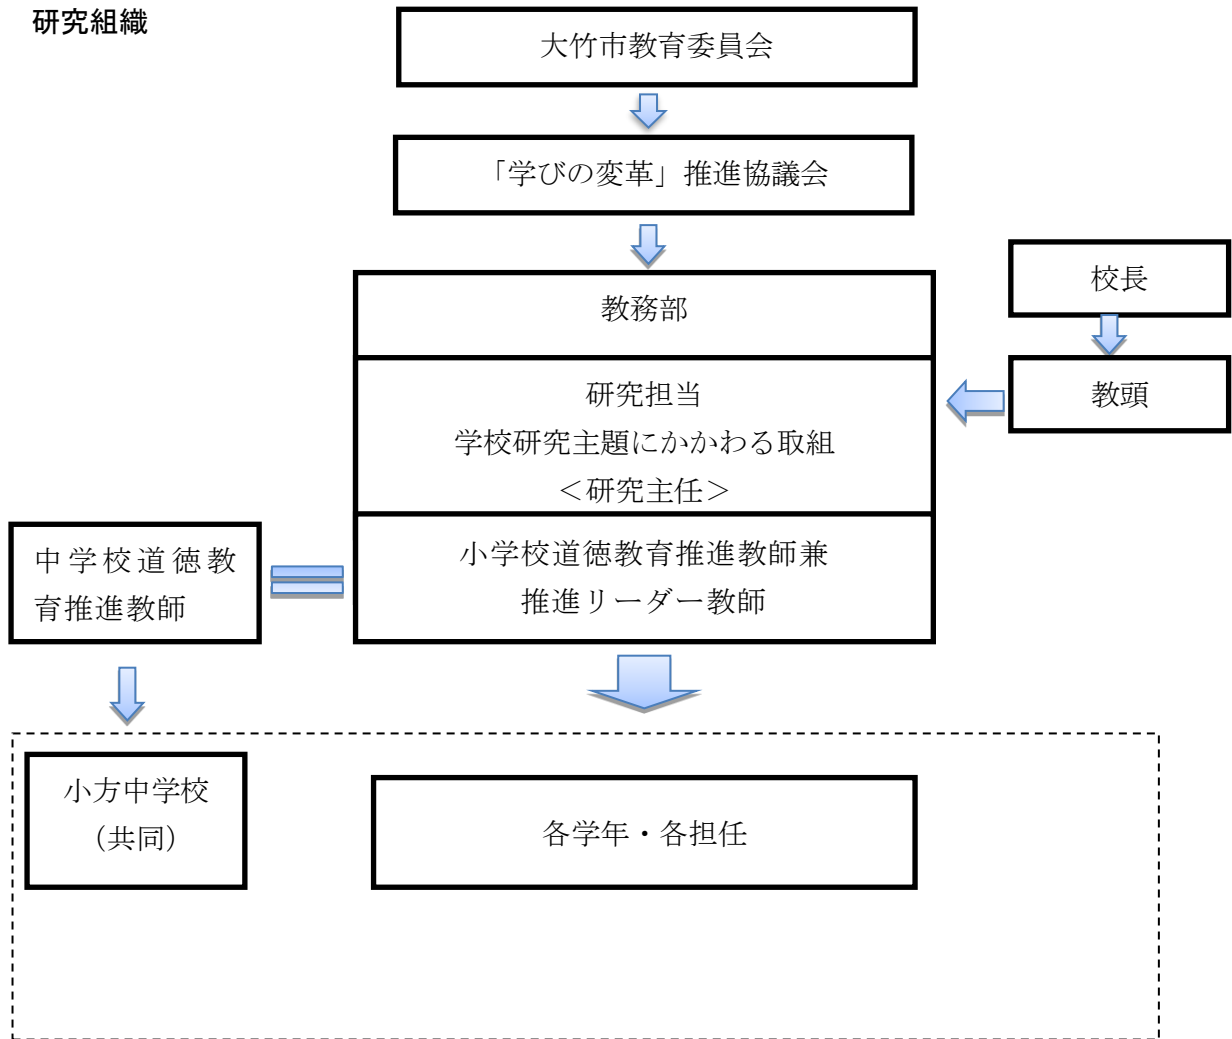 研究組織
大竹市教育委員会
「学びの変革」推進協議会
校長
教務部
教頭
研究担当
学校研究主題にかかわる取組
＜研究主任＞
中学校道徳教
育推進教師
小学校道徳教育推進教師兼
推進リーダー教師
小方中学校
（共同）
各学年・各担任